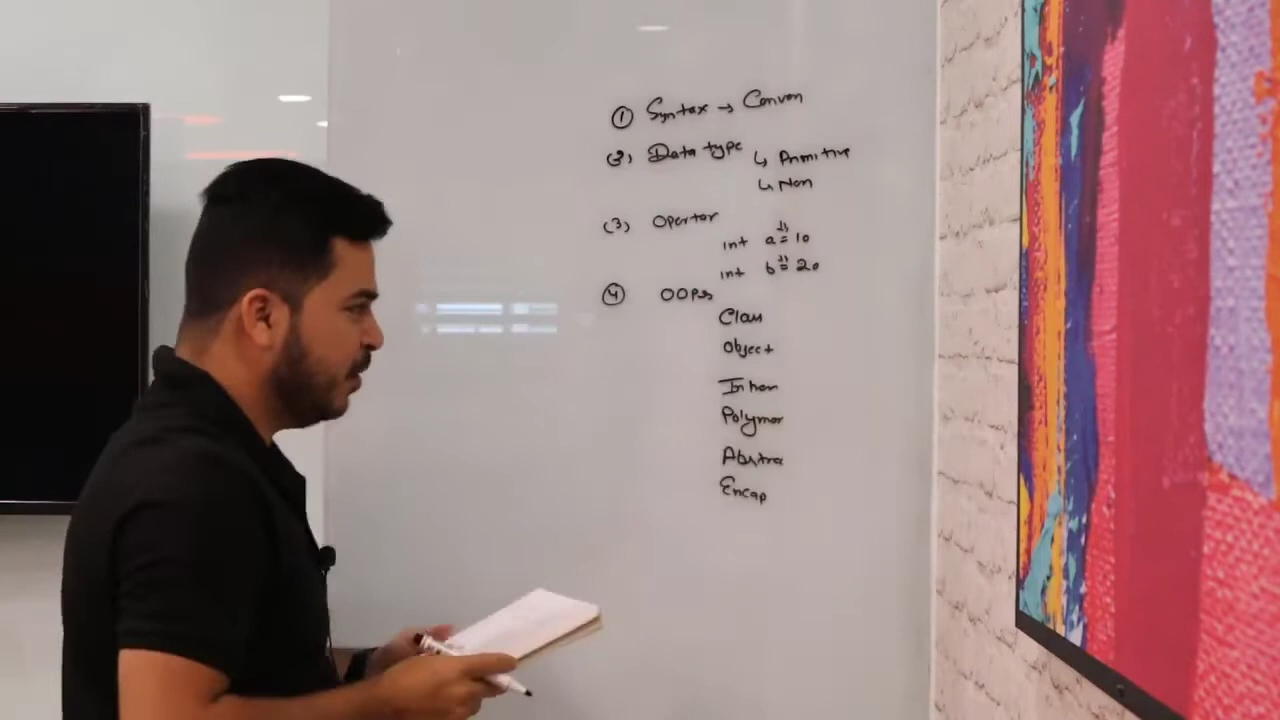 ① Syntax → Conven
(2) Data type ↳ Primitive
↳ Non
(3) Opertor
int a = 10
int b = 20
④ OOPs
Class
Object
Inher
Polymor
Abstra
Encap